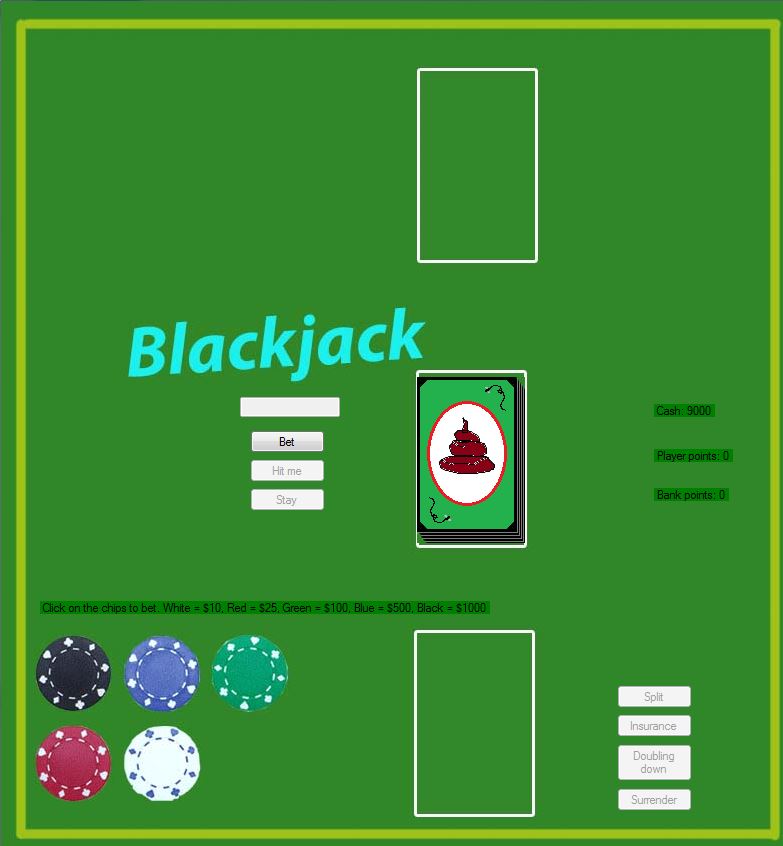 Blackjack
Cash: 9000
Bet
Player points: 0
Hit me
Bank points: 0
Stay
Click on the chips to bet. White = $10, Red = $25, Green = $100, Blue = $500, Black = $1000
Split
Insurance
Doubling
down
Surrender